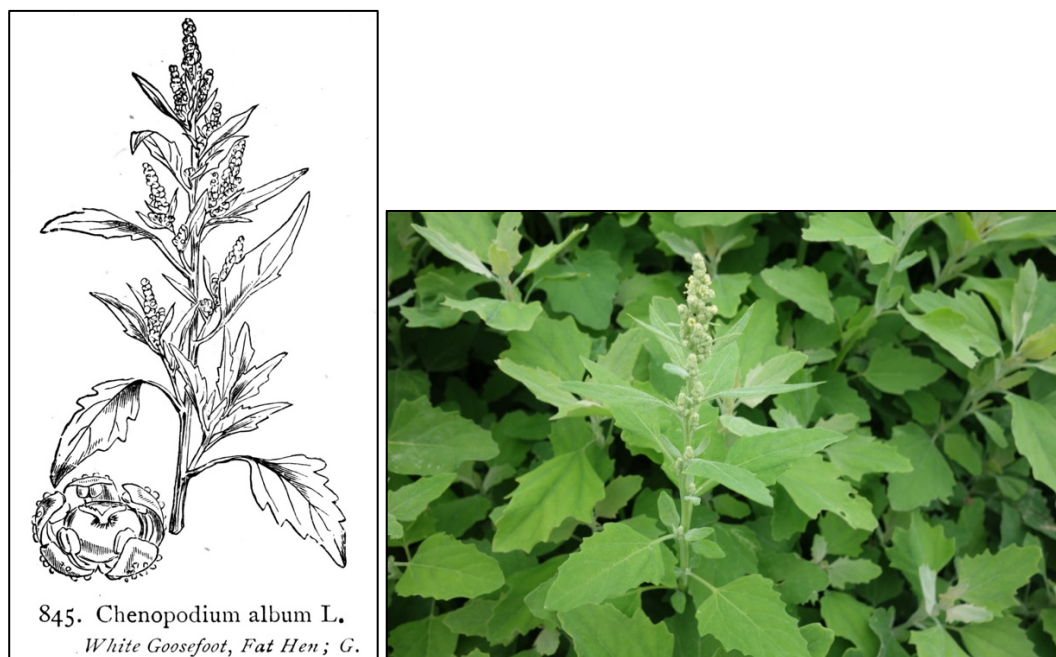 845. Chenopodium album L.
White Goosefoot, Fat Hen; G.